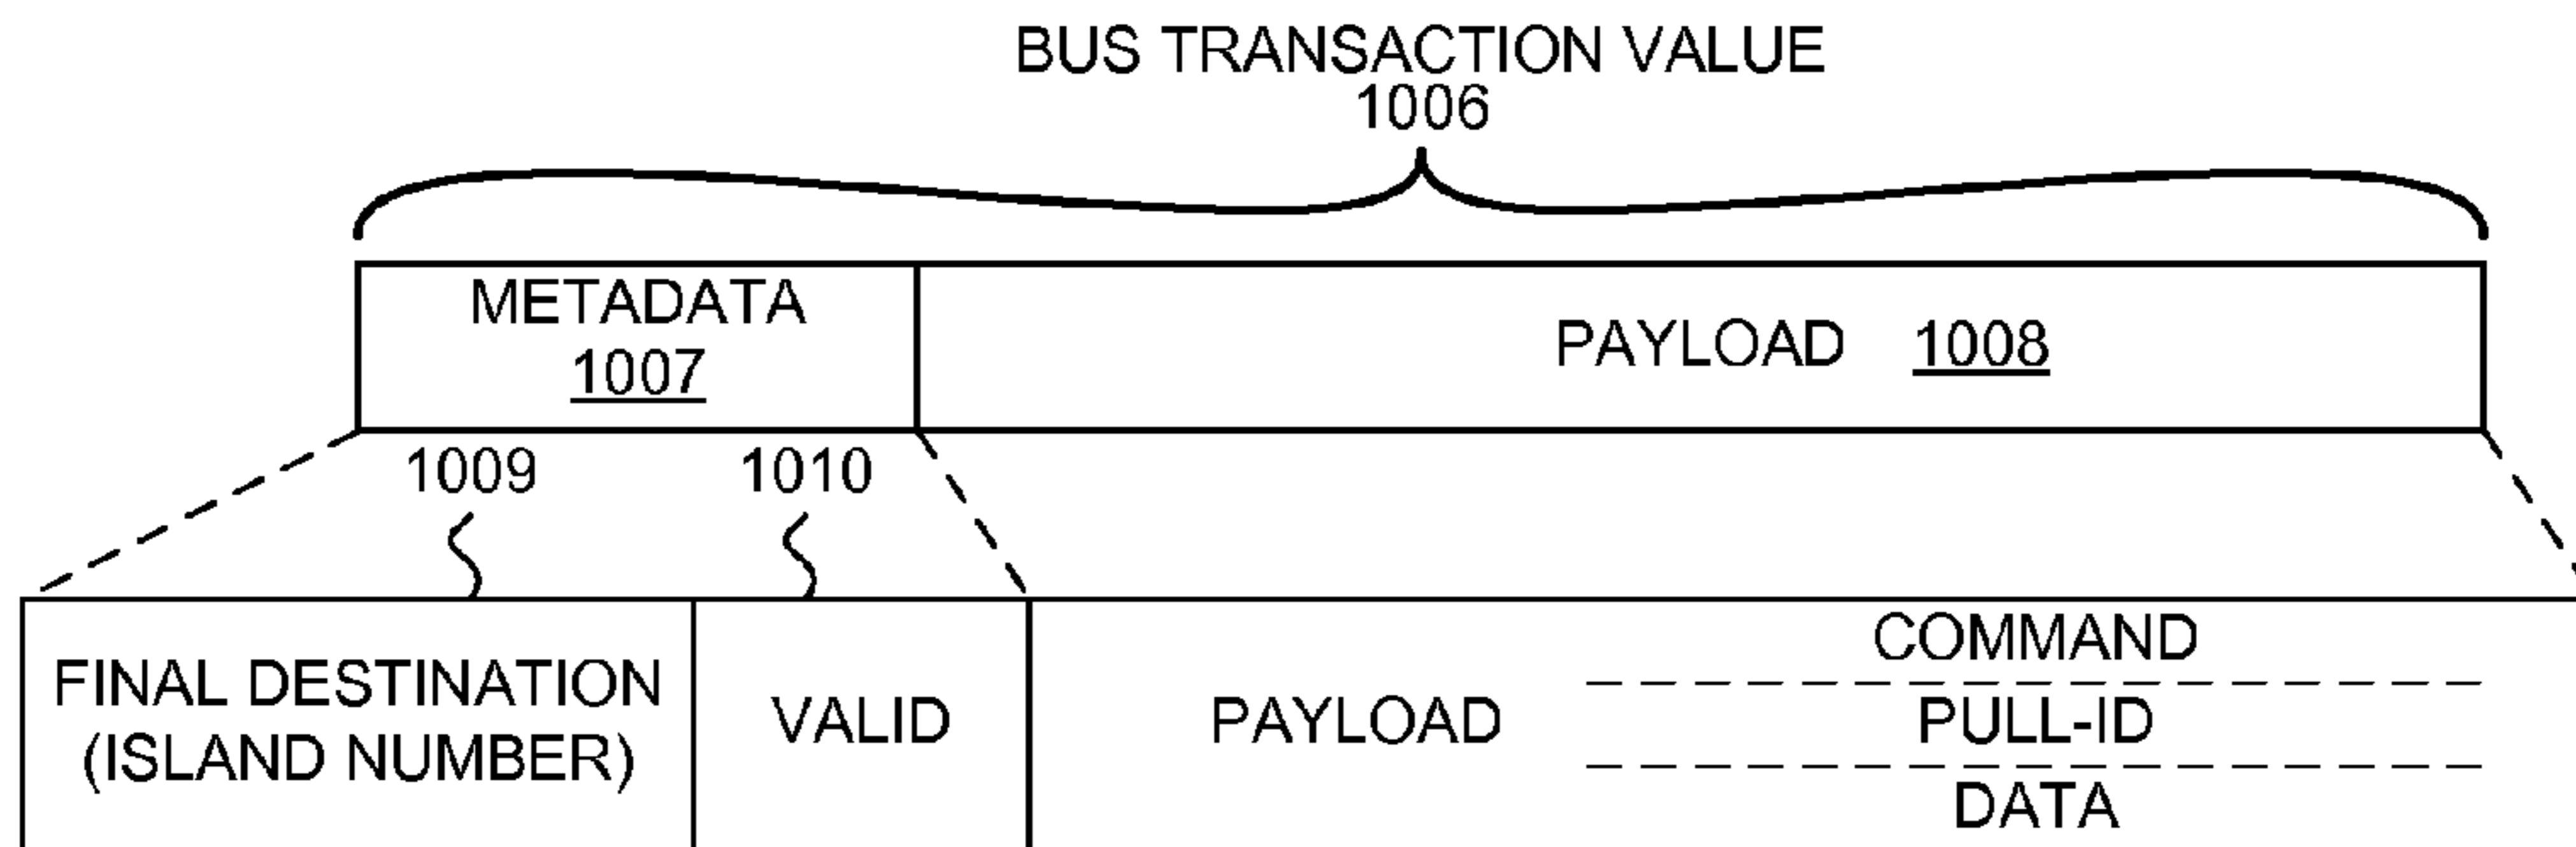 BUS TRANSACTION VALUE
1006
METADATA
1007
PAYLOAD 1008
1009
1010
FINAL DESTINATION
(ISLAND NUMBER)
VALID
PAYLOAD
COMMAND
PULL-ID
DATA